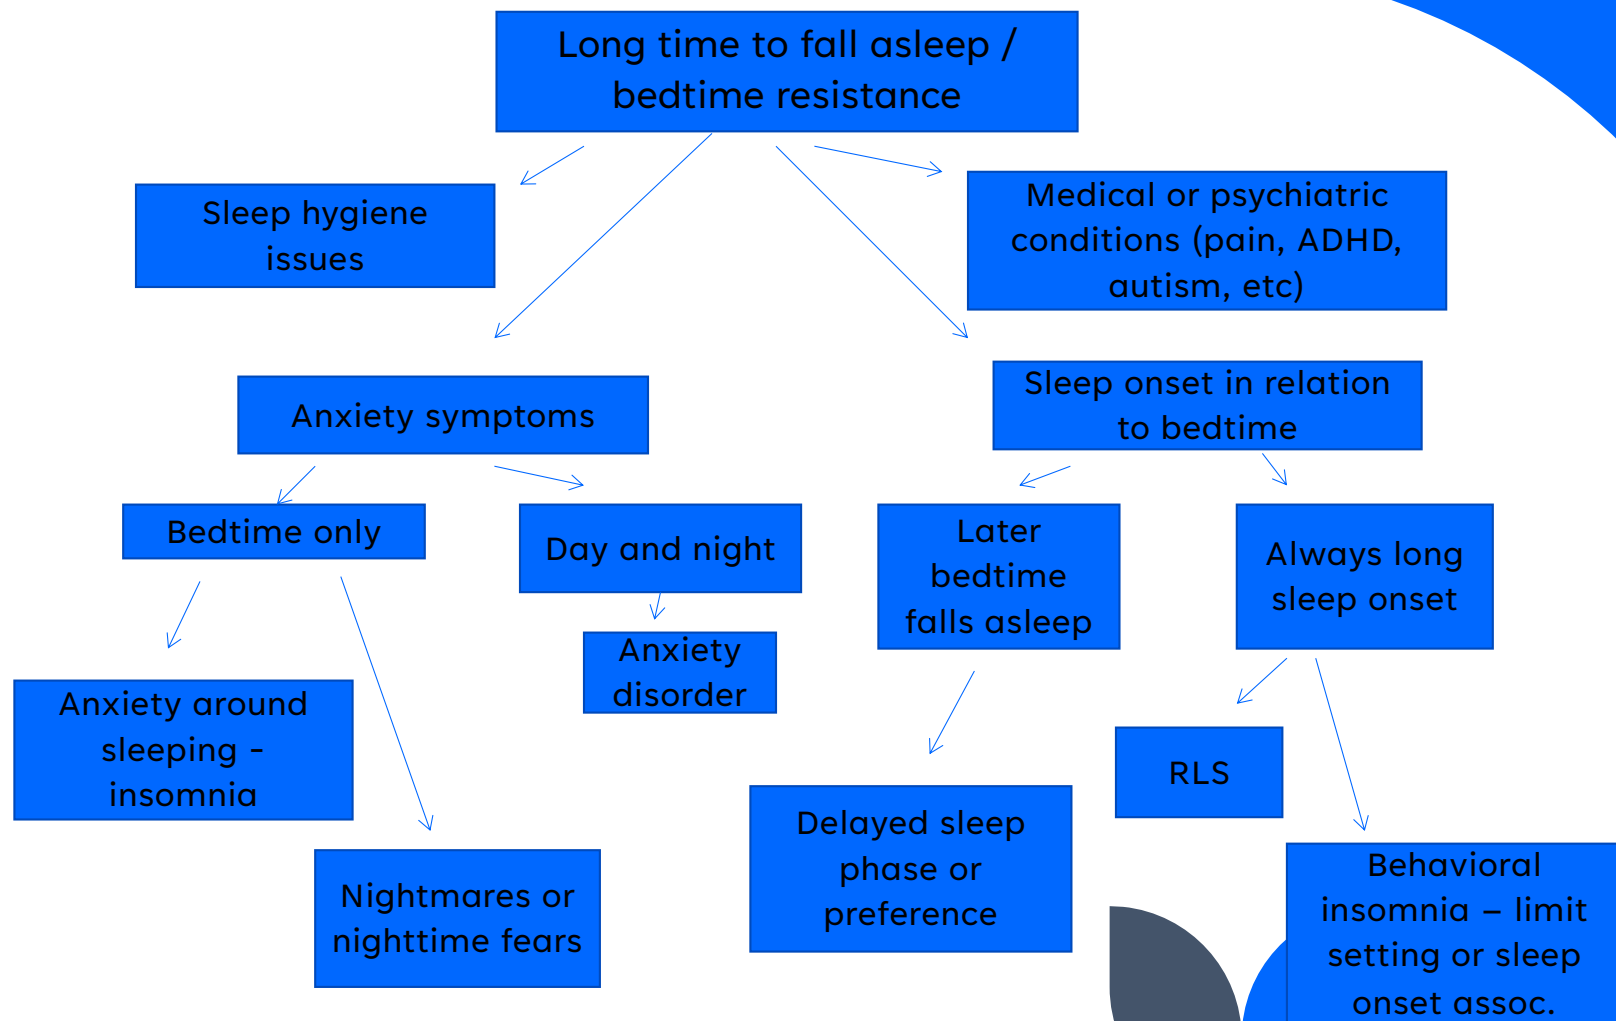 Long time to fall asleep /
bedtime resistance
Sleep hygiene
issues
Medical or psychiatric
conditions (pain, ADHD,
autism, etc)
Anxiety symptoms
Sleep onset in relation
to bedtime
Bedtime only
Day and night
Later
bedtime
falls asleep
Always long
sleep onset
Anxiety
disorder
Anxiety around
sleeping -
insomnia
RLS
Nightmares or
nighttime fears
Delayed sleep
phase or
preference
Behavioral
insomnia – limit
setting or sleep
onset assoc.